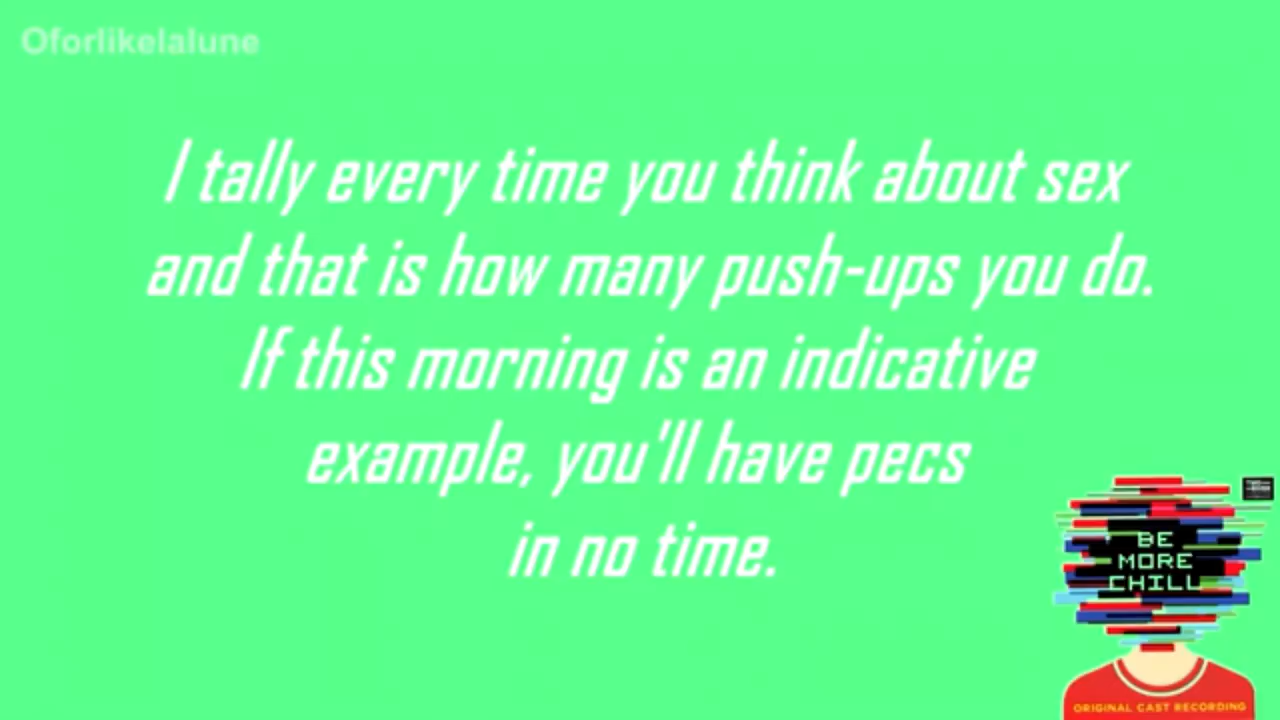 Oforlikelalune
I tally every time you think about sex
and that is how many push-ups you do.
If this morning is an indicative
example, you'll have pecs
in no time.
BE
MORE
CHILL
ORIGINAL CAST RECORDING